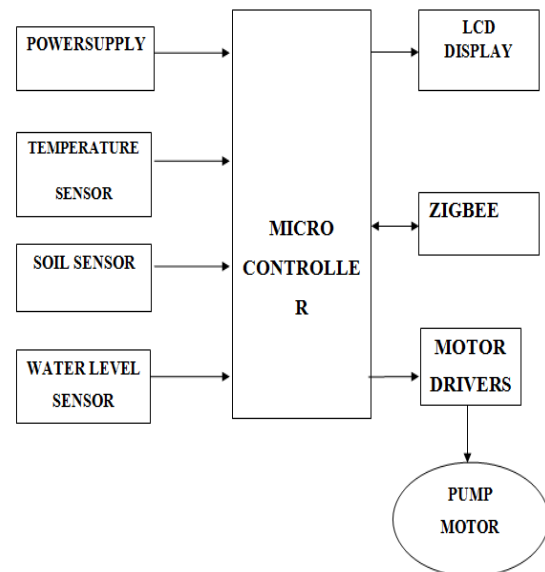 POWERSUPPLY
TEMPERATURE
SENSOR
SOIL SENSOR
WATER LEVEL
SENSOR
MICRO
CONTROLLE
R
LCD
DISPLAY
ZIGBEE
MOTOR
DRIVERS
PUMP
MOTOR